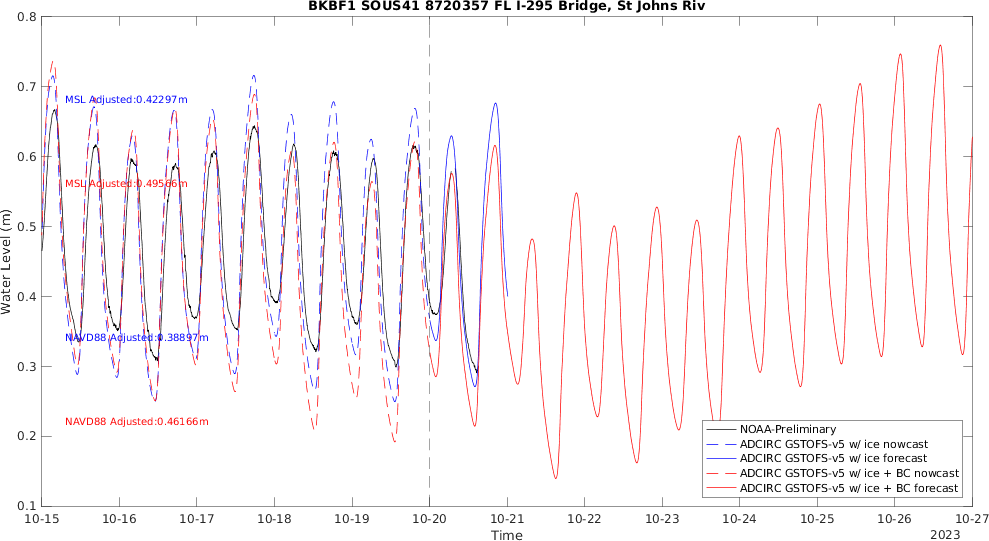 BKBF1 SOUS41 8720357 FL I-295 Bridge, St Johns Riv
0.8
0.7
0.6
0.5
0.4
0.3
0.2
0.1
Water Level (m)
MSL Adjusted:0.42297m
MSL Adjusted:0.49566m
NAVD88 Adjusted:0.38897m
NAVD88 Adjusted:0.46166m
NOAA-Preliminary
ADCIRC GSTOFS-v5 w/ ice nowcast
ADCIRC GSTOFS-v5 w/ ice forecast
ADCIRC GSTOFS-v5 w/ ice + BC nowcast
ADCIRC GSTOFS-v5 w/ ice + BC forecast
10-15 10-16 10-17 10-18 10-19 10-20 10-21 10-22 10-23 10-24 10-25 10-26 10-27
Time
2023